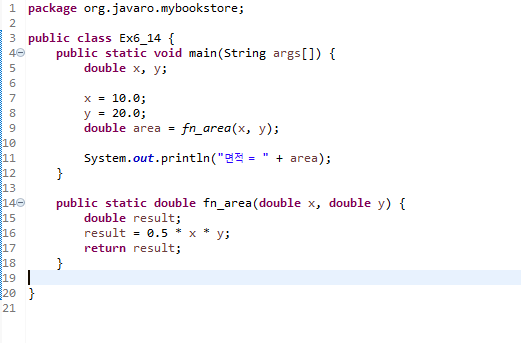 1 package org.javaro.mybookstore;
2
3 public class Ex6_14 {
4 public static void main(String args[]) {
5 double x, y;
6
7 x = 10.0;
8 y = 20.0;
9 double area = fn_area(x, y);
10
11 System.out.println("면적 = " + area);
12 }
13
14 public static double fn_area(double x, double y) {
15 double result;
16 result = 0.5 * x * y;
17 return result;
18 }
19
20 }
21